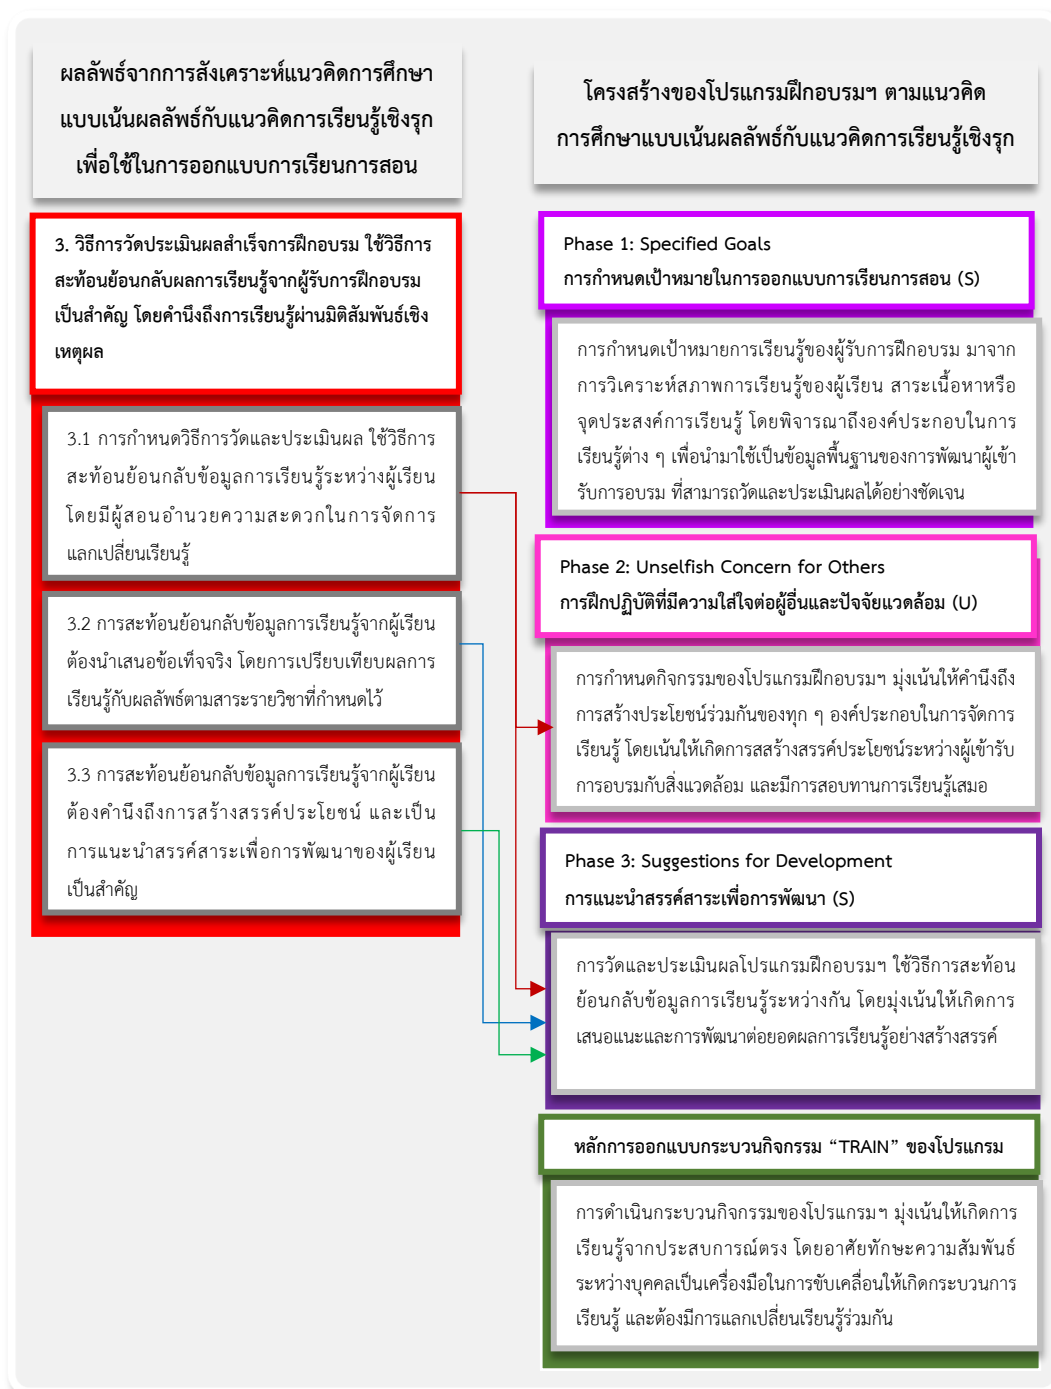 ผลลัพธ์จากการสังเคราะห์แนวคิดการศึกษา
แบบเน้นผลลัพธ์กับแนวคิดการเรียนรู้เชิงรุก
เพื่อใช้ในการออกแบบการเรียนการสอน
3. วิธีการวัดประเมินผลสำเร็จการฝึกอบรม ใช้วิธีการ
สะท้อนย้อนกลับผลการเรียนรู้จากผู้รับการฝึกอบรม
เป็นสำคัญ โดยคำนึงถึงการเรียนรู้ผ่านมิติสัมพันธ์เชิง
เหตุผล
3.1 การกำหนดวิธีการวัดและประเมินผล ใช้วิธีการ
สะท้อนย้อนกลับข้อมูลการเรียนรู้ระหว่างผู้เรียน
โดยมีผู้สอนอำนวยความสะดวกในการจัดการ
แลกเปลี่ยนเรียนรู้
3.2 การสะท้อนย้อนกลับข้อมูลการเรียนรู้จากผู้เรียน
ต้องนำเสนอข้อเท็จจริง โดยการเปรียบเทียบผลการ
เรียนรู้กับผลลัพธ์ตามสาระรายวิชาที่กำหนดไว้
3.3 การสะท้อนย้อนกลับข้อมูลการเรียนรู้จากผู้เรียน
ต้องคำนึงถึงการสร้างสรรค์ประโยชน์ และเป็น
การแนะนำสรรค์สาระเพื่อการพัฒนาของผู้เรียน
เป็นสำคัญ
โครงสร้างของโปรแกรมฝึกอบรมฯ ตามแนวคิด
การศึกษาแบบเน้นผลลัพธ์กับแนวคิดการเรียนรู้เชิงรุก
Phase 1: Specified Goals
การกำหนดเป้าหมายในการออกแบบการเรียนการสอน (S)
การกำหนดเป้าหมายการเรียนรู้ของผู้รับการฝึกอบรม มาจาก
การวิเคราะห์สภาพการเรียนรู้ของผู้เรียน สาระเนื้อหาหรือ
จุดประสงค์การเรียนรู้ โดยพิจารณาถึงองค์ประกอบในการ
เรียนรู้ต่าง ๆ เพื่อนำมาใช้เป็นข้อมูลพื้นฐานของการพัฒนาผู้เข้า
รับการอบรม ที่สามารถวัดและประเมินผลได้อย่างชัดเจน
Phase 2: Unselfish Concern for Others
การฝึกปฏิบัติที่มีความใส่ใจต่อผู้อื่นและปัจจัยแวดล้อม (U)
การกำหนดกิจกรรมของโปรแกรมฝึกอบรมฯ มุ่งเน้นให้คำนึงถึง
การสร้างประโยชน์ร่วมกันของทุก ๆ องค์ประกอบในการจัดการ
เรียนรู้ โดยเน้นให้เกิดการสสร้างสรรค์ประโยชน์ระหว่างผู้เข้ารับ
การอบรมกับสิ่งแวดล้อม และมีการสอบทานการเรียนรู้เสมอ
Phase 3: Suggestions for Development
การแนะนำสรรค์สาระเพื่อการพัฒนา (S)
การวัดและประเมินผลโปรแกรมฝึกอบรมฯ ใช้วิธีการสะท้อน
ย้อนกลับข้อมูลการเรียนรู้ระหว่างกัน โดยมุ่งเน้นให้เกิดการ
เสนอแนะและการพัฒนาต่อยอดผลการเรียนรู้อย่างสร้างสรรค์
หลักการออกแบบกระบวนกิจกรรม “TRAIN” ของโปรแกรม
การดำเนินกระบวนกิจกรรมของโปรแกรมฯ มุ่งเน้นให้เกิดการ
เรียนรู้จากประสบการณ์ตรง โดยอาศัยทักษะความสัมพันธ์
ระหว่างบุคคลเป็นเครื่องมือในการขับเคลื่อนให้เกิดกระบวนการ
เรียนรู้ และต้องมีการแลกเปลี่ยนเรียนรู้ร่วมกัน